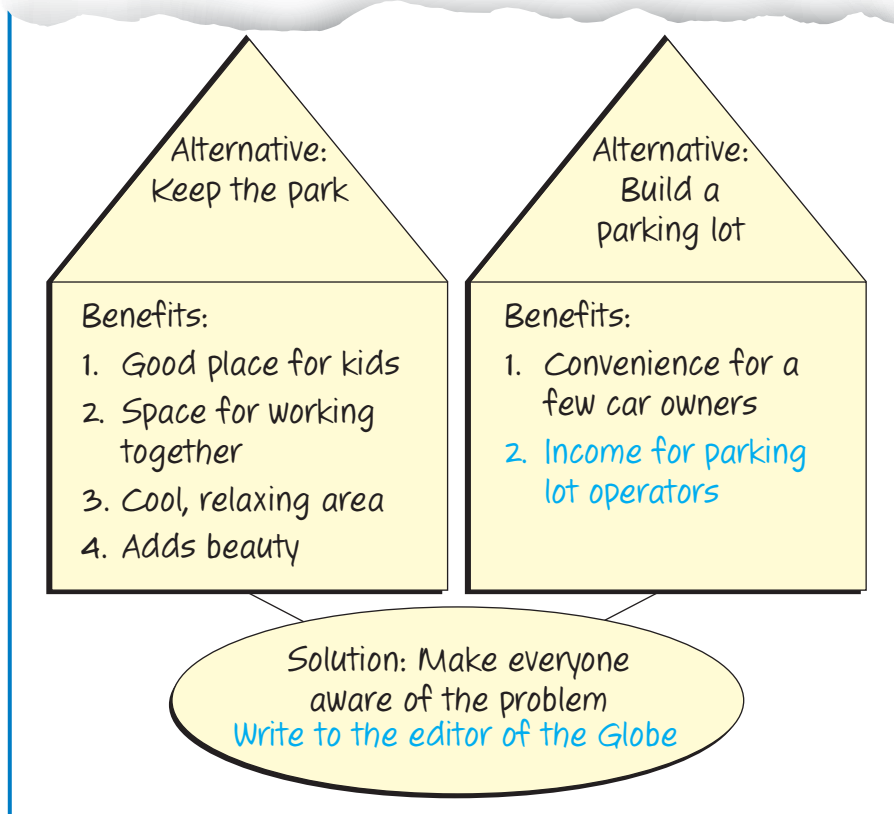 Alternative:
Keep the park
Benefits:
1. Good place for kids
2. Space for working
together
3. Cool, relaxing area
4. Adds beauty
Alternative:
Build a
parking lot
Benefits:
1. Convenience for a
few car owners
2. Income for parking
lot operators
Solution: Make everyone
aware of the problem
Write to the editor of the Globe